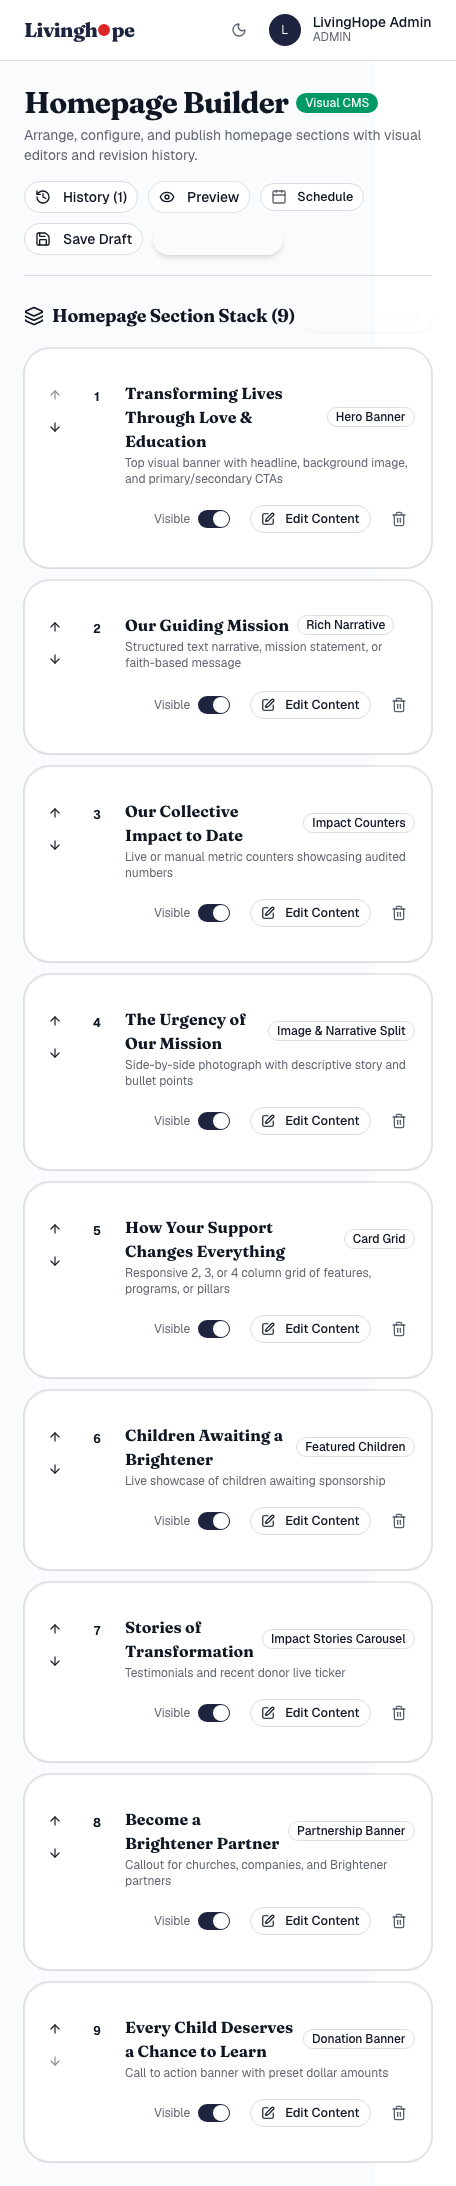 Livinghope
L
LivingHope Admin
ADMIN
Homepage Builder
Visual CMS
Arrange, configure, and publish homepage sections with visual
editors and revision history.
History (1)
Preview
Schedule
Save Draft
Homepage Section Stack (9)
1
Transforming Lives
Through Love &
Education
Hero Banner
Top visual banner with headline, background image,
and primary/secondary CTAs
Visible
Edit Content
2
Our Guiding Mission
Rich Narrative
Structured text narrative, mission statement, or
faith-based message
Visible
Edit Content
3
Our Collective
Impact to Date
Impact Counters
Live or manual metric counters showcasing audited
numbers
Visible
Edit Content
4
The Urgency of
Our Mission
Image & Narrative Split
Side-by-side photograph with descriptive story and
bullet points
Visible
Edit Content
5
How Your Support
Changes Everything
Card Grid
Responsive 2, 3, or 4 column grid of features,
programs, or pillars
Visible
Edit Content
6
Children Awaiting a
Brightener
Featured Children
Live showcase of children awaiting sponsorship
Visible
Edit Content
7
Stories of
Transformation
Impact Stories Carousel
Testimonials and recent donor live ticker
Visible
Edit Content
8
Become a
Brightener Partner
Partnership Banner
Callout for churches, companies, and Brightener
partners
Visible
Edit Content
9
Every Child Deserves
a Chance to Learn
Donation Banner
Call to action banner with preset dollar amounts
Visible
Edit Content